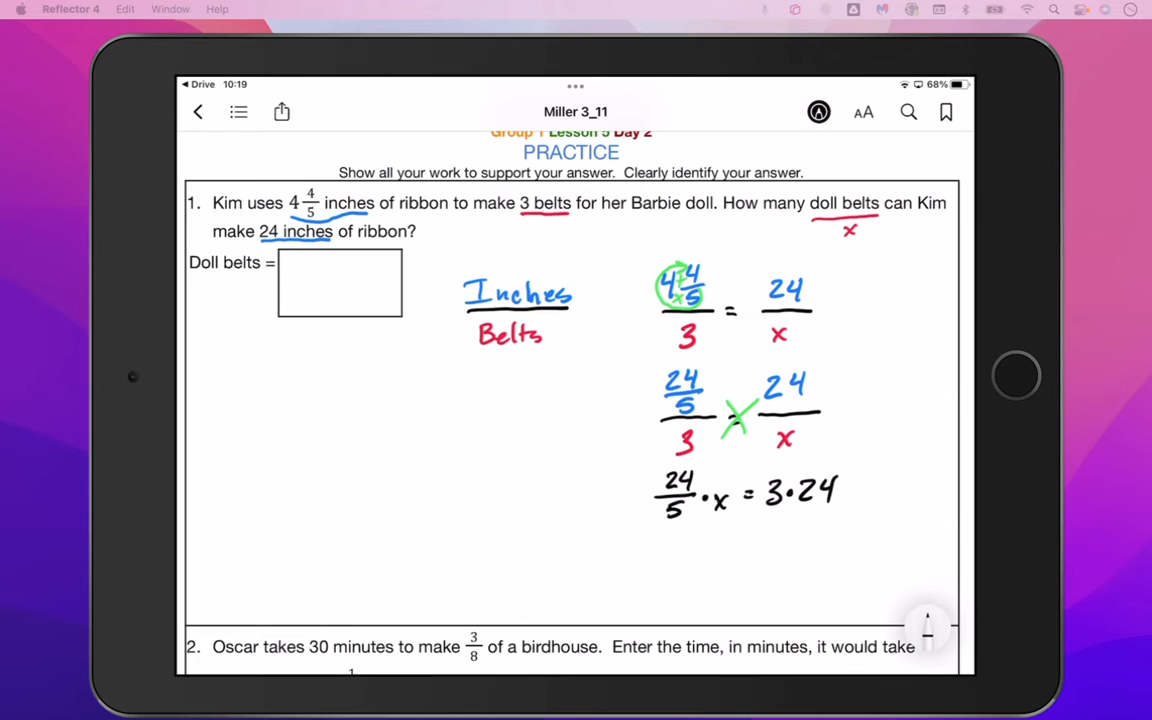 Reflector 4 Edit Window Help
Drive 10:19
68%
Miller 3_11
AA
Group 1 Lesson 5 Day 2
PRACTICE
Show all your work to support your answer. Clearly identify your answer.
1. Kim uses 4 4/5 inches of ribbon to make 3 belts for her Barbie doll. How many doll belts can Kim
make 24 inches of ribbon?
x
Doll belts =
Inches
Belts
4 4/5 / 3 = 24 / x
+
x
24/5 / 3 = 24 / x
24/5 • x = 3 • 24
2. Oscar takes 30 minutes to make 3/8 of a birdhouse. Enter the time, in minutes, it would take